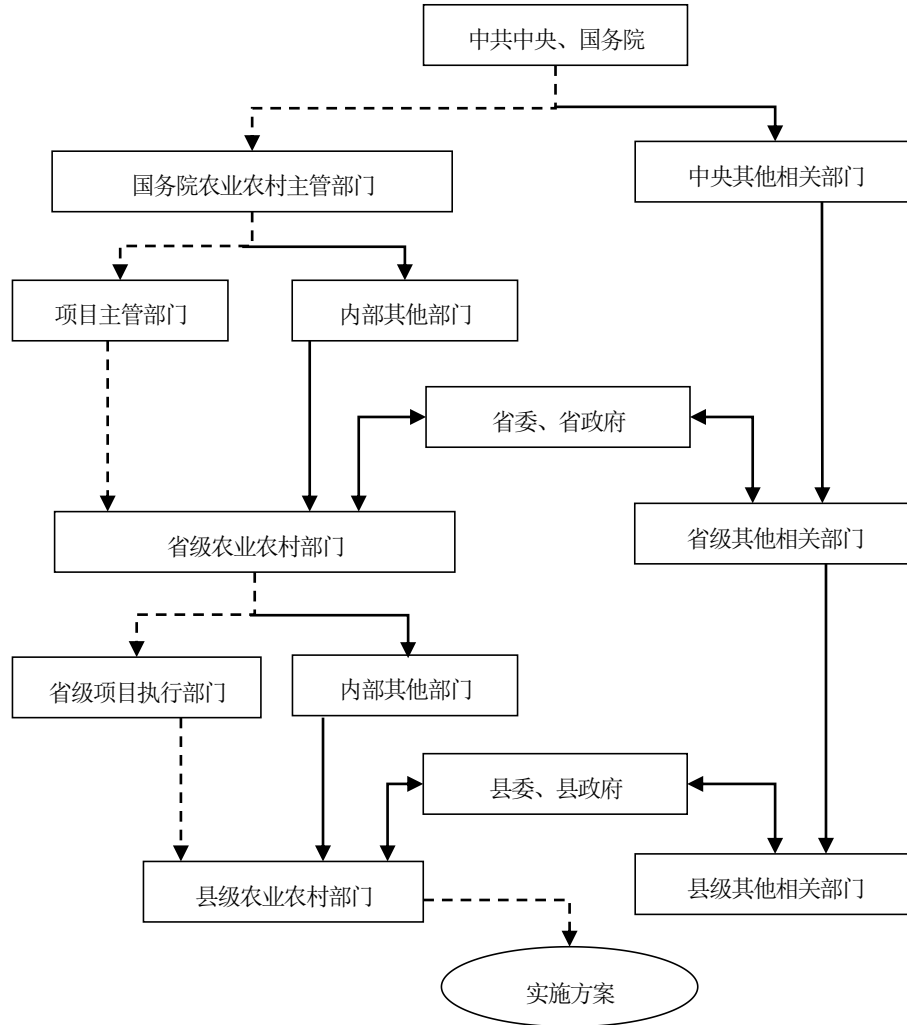 中共中央、国务院
国务院农业农村主管部门
中央其他相关部门
项目主管部门
内部其他部门
省委、省政府
省级农业农村部门
省级其他相关部门
省级项目执行部门
内部其他部门
县委、县政府
县级农业农村部门
县级其他相关部门
实施方案